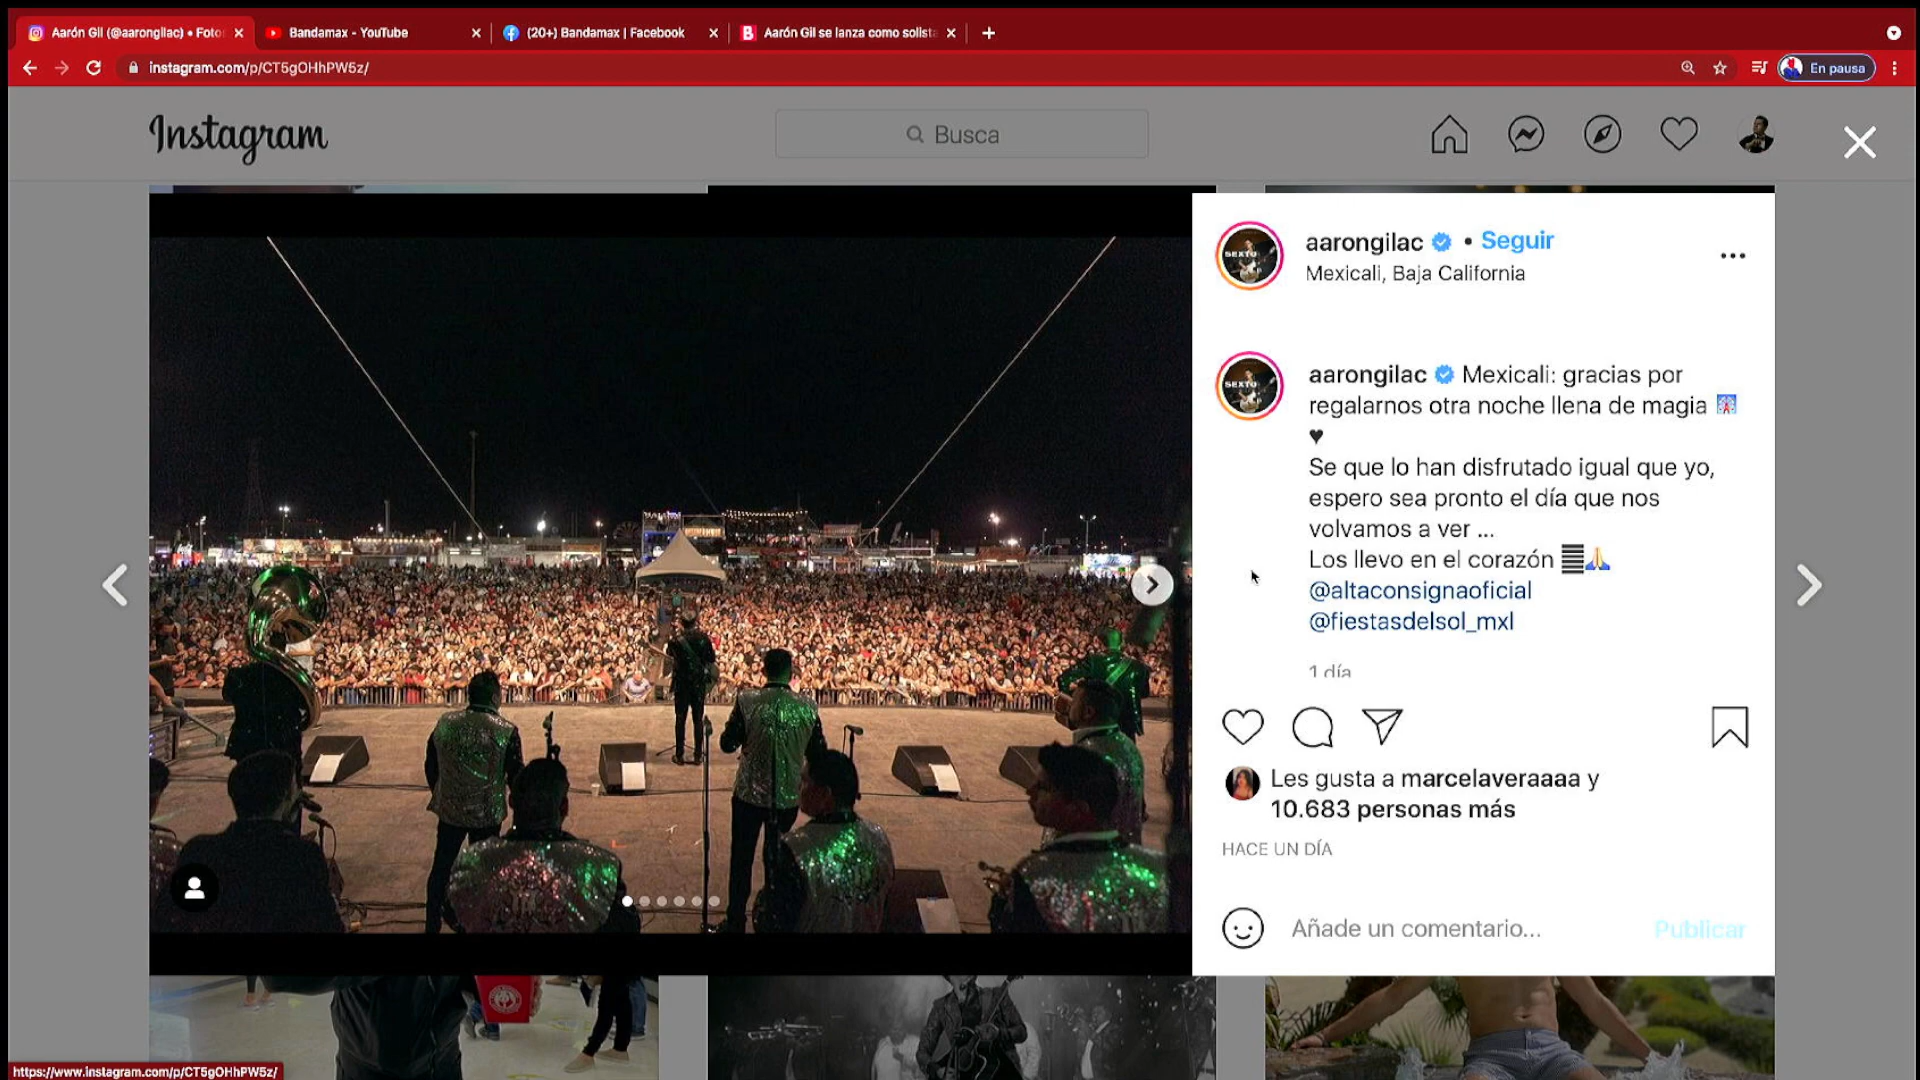 Aarón Gil (@aarongilac) • Fotos
Bandamax - YouTube
(20+) Bandamax | Facebook
B
Aarón Gil se lanza como solista
instagram.com/p/CT5gOHhPW5z/
En pausa
Instagram
Busca
SEXTO
aarongilac • Seguir
Mexicali, Baja California
SEXTO
aarongilac Mexicali: gracias por
regalarnos otra noche llena de magia
♥
Se que lo han disfrutado igual que yo,
espero sea pronto el día que nos
volvamos a ver ...
Los llevo en el corazón 🙏
@altaconsignaoficial
@fiestasdelsol_mxl
1 día
Les gusta a marcelaveraaaa y
10.683 personas más
HACE UN DÍA
Añade un comentario...
Publicar
https://www.instagram.com/p/CT5gOHhPW5z/